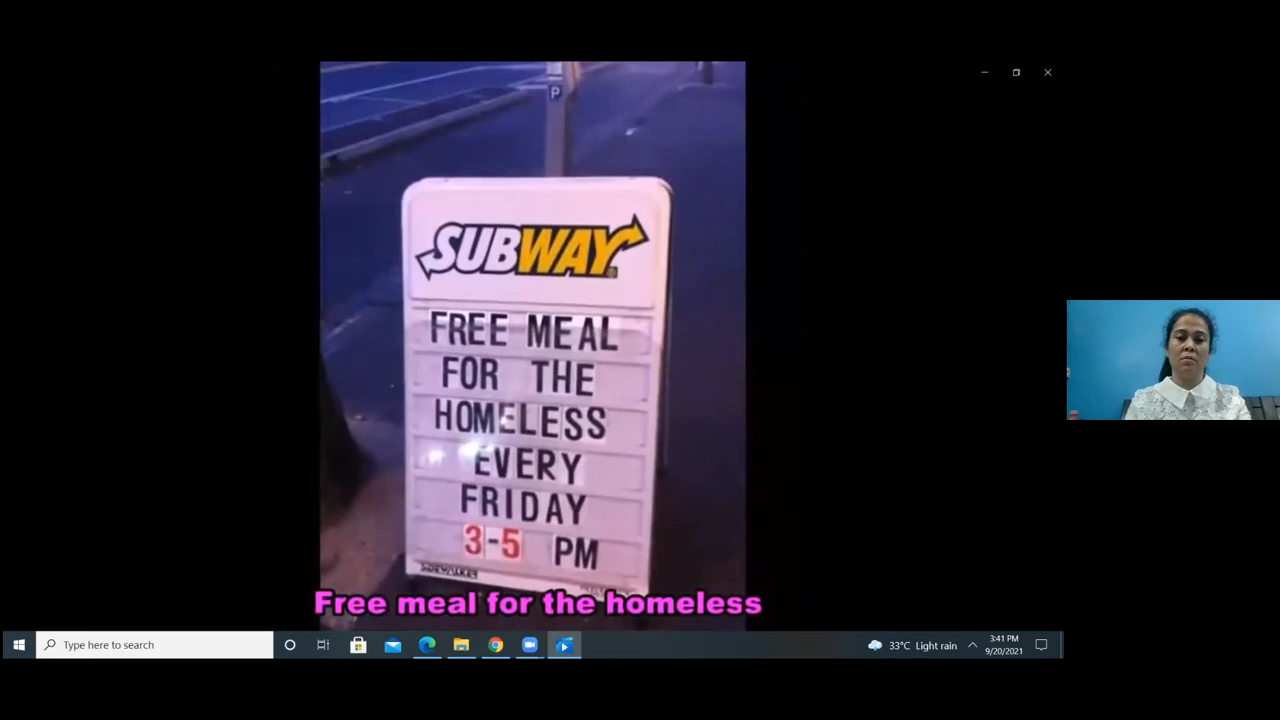 P
SUBWAY
FREE MEAL
FOR THE
HOMELESS
EVERY
FRIDAY
3-5 PM
Free meal for the homeless
Type here to search
33°C Light rain
3:41 PM
9/20/2021